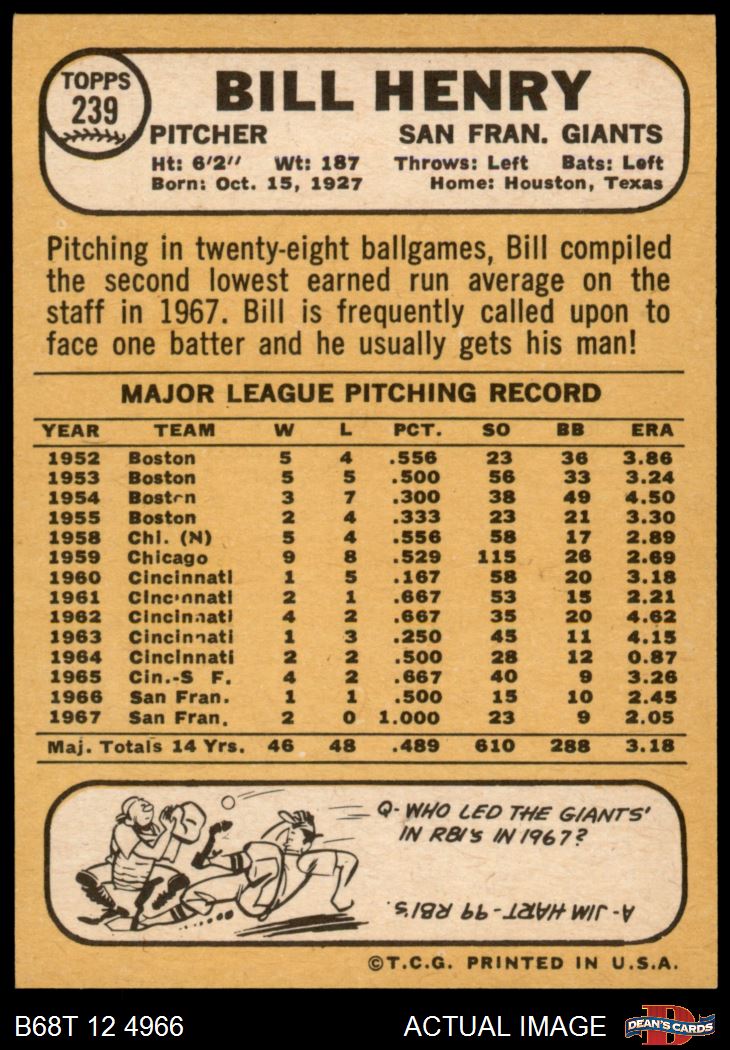 TOPPS
239
BILL HENRY
PITCHER SAN FRAN. GIANTS
Ht: 6'2" Wt: 187 Throws: Left Bats: Left
Born: Oct. 15, 1927 Home: Houston, Texas
Pitching in twenty-eight ballgames, Bill compiled
the second lowest earned run average on the
staff in 1967. Bill is frequently called upon to
face one batter and he usually gets his man!
MAJOR LEAGUE PITCHING RECORD
YEAR TEAM W L PCT. SO BB ERA
1952 Boston 5 4 .556 23 36 3.86
1953 Boston 5 5 .500 56 33 3.24
1954 Boston 3 7 .300 38 49 4.50
1955 Boston 2 4 .333 23 21 3.30
1958 Chi. (N) 5 4 .556 58 17 2.89
1959 Chicago 9 8 .529 115 26 2.69
1960 Cincinnati 1 5 .167 58 20 3.18
1961 Cincinnati 2 1 .667 53 15 2.21
1962 Cincinnati 4 2 .667 35 20 4.62
1963 Cincinnati 1 3 .250 45 11 4.15
1964 Cincinnati 2 2 .500 28 12 0.87
1965 Cin.-S F. 4 2 .667 40 9 3.26
1966 San Fran. 1 1 .500 15 10 2.45
1967 San Fran. 2 0 1.000 23 9 2.05
Maj. Totals 14 Yrs. 46 48 .489 610 288 3.18
Q- WHO LED THE GIANTS'
IN RBI'S IN 1967?
A- JIM HART - 99 RBI'S.
©T.C.G. PRINTED IN U.S.A.
B68T 12 4966 ACTUAL IMAGE
D
DEAN'S CARDS